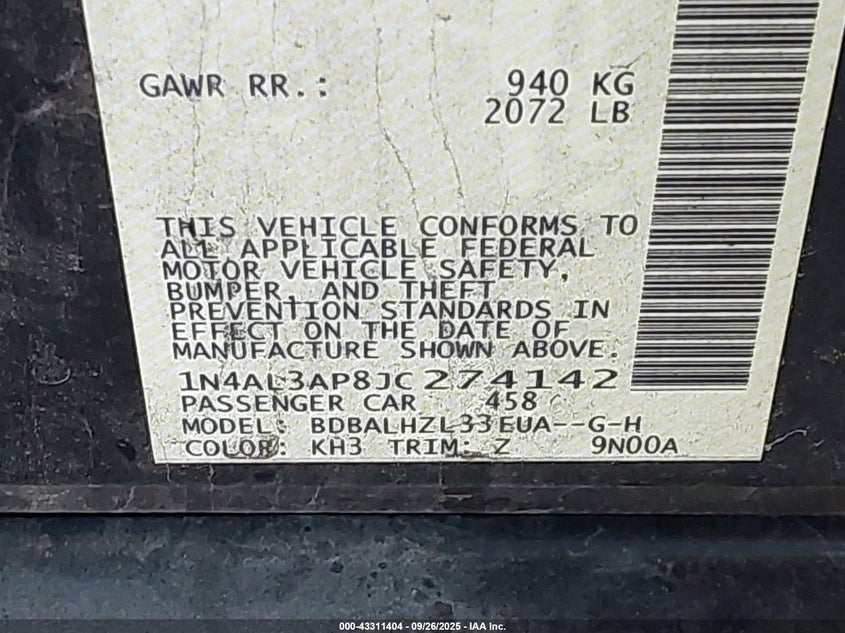 GAWR RR.: 940 KG
2072 LB
THIS VEHICLE CONFORMS TO
ALL APPLICABLE FEDERAL
MOTOR VEHICLE SAFETY,
BUMPER, AND THEFT
PREVENTION STANDARDS IN
EFFECT ON THE DATE OF
MANUFACTURE SHOWN ABOVE.
1N4AL3AP8JC274142
PASSENGER CAR 458
MODEL: BDBALHZL33EUA--G-H
COLOR: KH3 TRIM: Z 9N00A
000-43311404 - 09/26/2025 - IAA Inc.